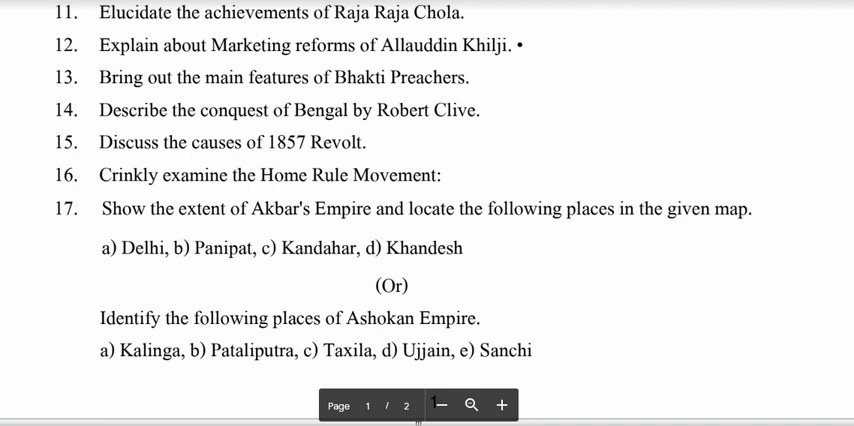 11. Elucidate the achievements of Raja Raja Chola.
12. Explain about Marketing reforms of Allauddin Khilji. •
13. Bring out the main features of Bhakti Preachers.
14. Describe the conquest of Bengal by Robert Clive.
15. Discuss the causes of 1857 Revolt.
16. Crinkly examine the Home Rule Movement:
17. Show the extent of Akbar's Empire and locate the following places in the given map.
a) Delhi, b) Panipat, c) Kandahar, d) Khandesh
(Or)
Identify the following places of Ashokan Empire.
a) Kalinga, b) Pataliputra, c) Taxila, d) Ujjain, e) Sanchi
Page 1 / 2 1